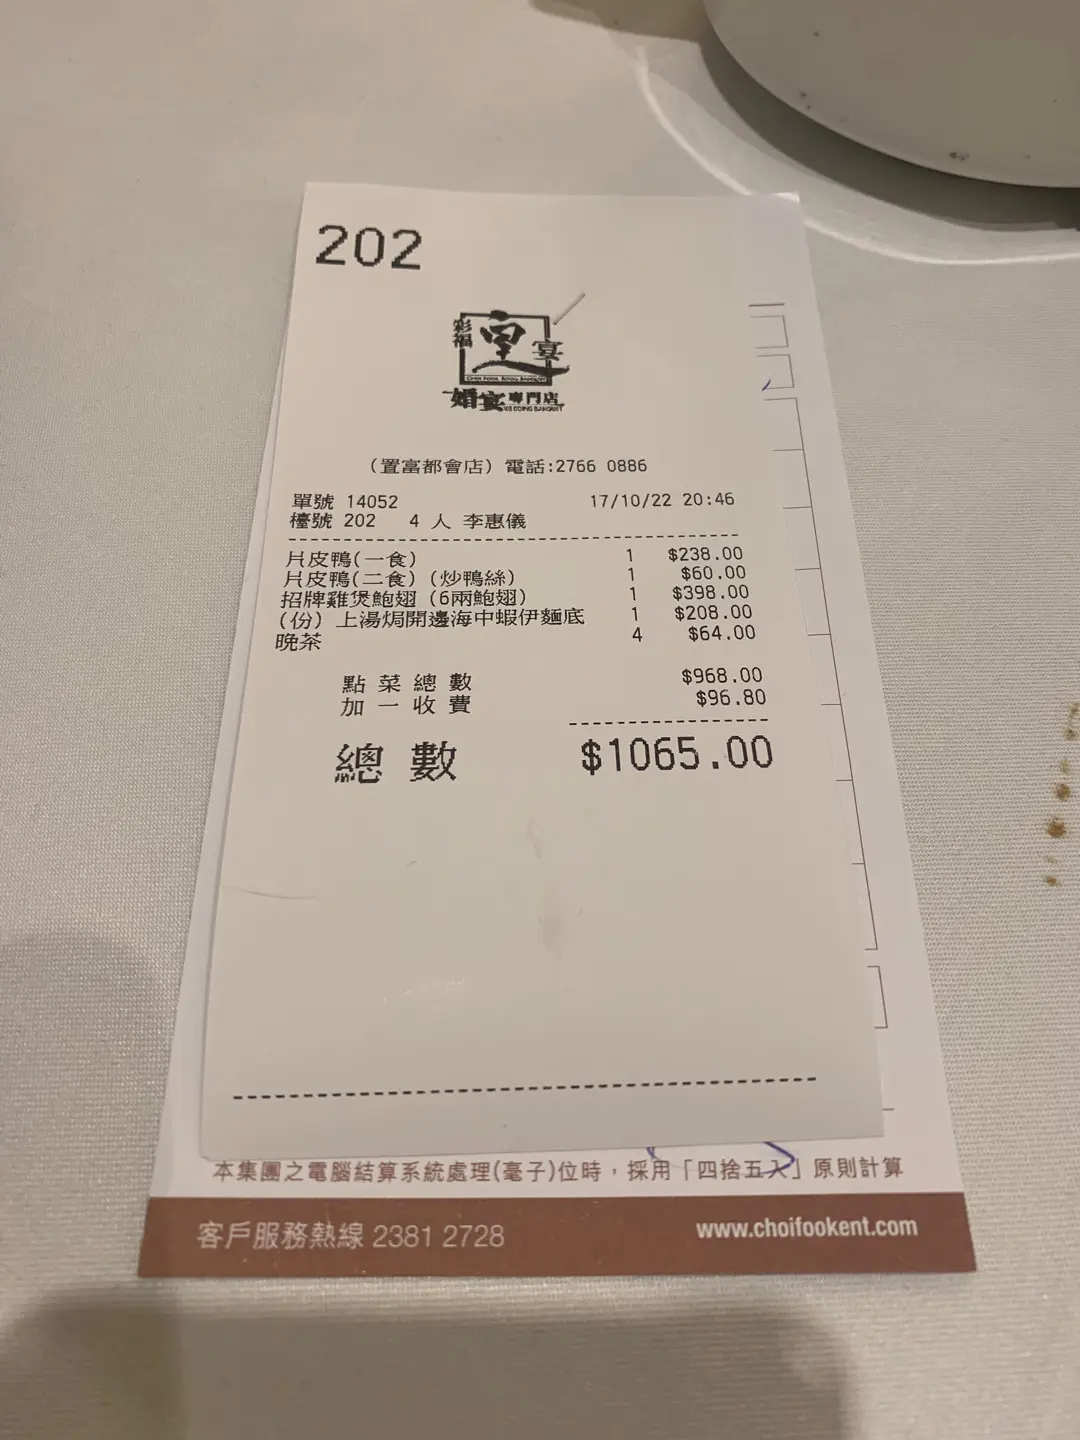 202
彩福
皇
宴
CHOI FOOK ROYAL BANQUET
婚宴專門店
WEDDING BANQUET
(置富都會店) 電話:2766 0886
單號 14052 17/10/22 20:46
檯號 202 4 人 李惠儀
片皮鴨(一食) 1 $238.00
片皮鴨(二食)(炒鴨絲) 1 $60.00
招牌雞煲鮑翅 (6兩鮑翅) 1 $398.00
(份) 上湯焗開邊海中蝦伊麵底 1 $208.00
晚茶 4 $64.00
點菜總數 $968.00
加一收費 $96.80
總數 $1065.00
本集團之電腦結算系統處理(毫子)位時，採用「四捨五入」原則計算
客戶服務熱線 2381 2728 www.choifookent.com